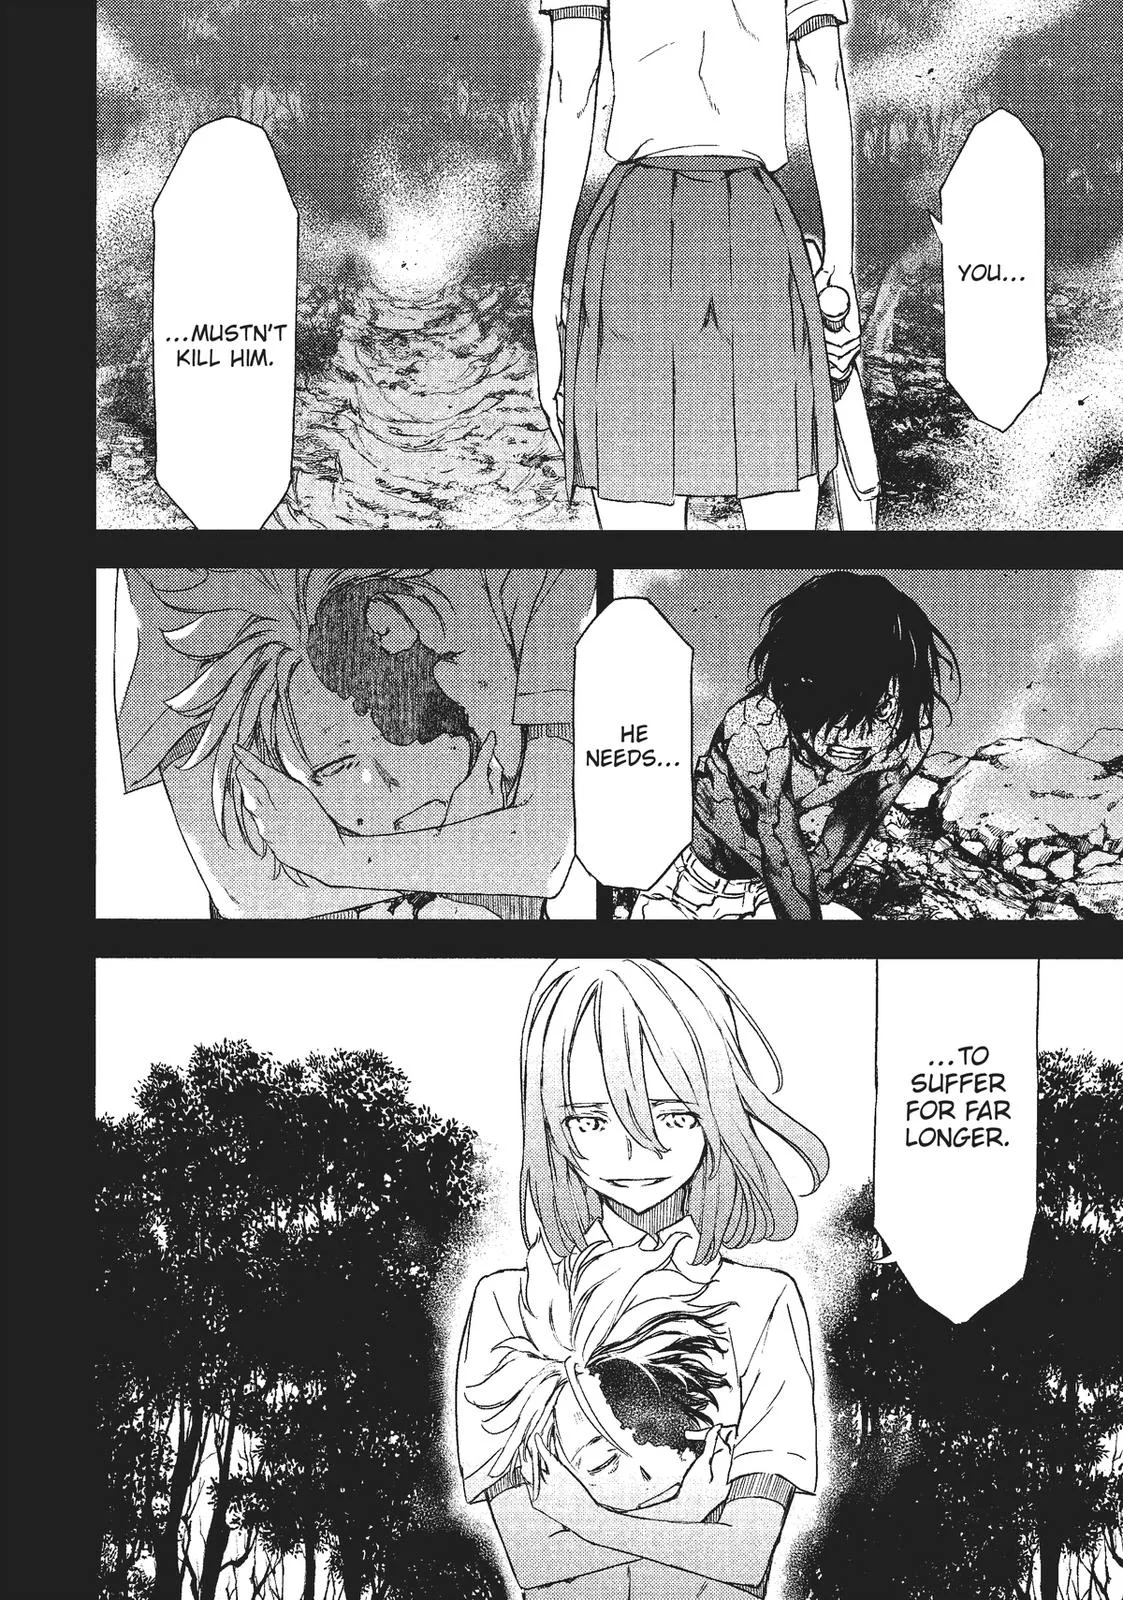 YOU...
...MUSTN'T
KILL HIM.
HE
NEEDS...
...TO
SUFFER
FOR FAR
LONGER.